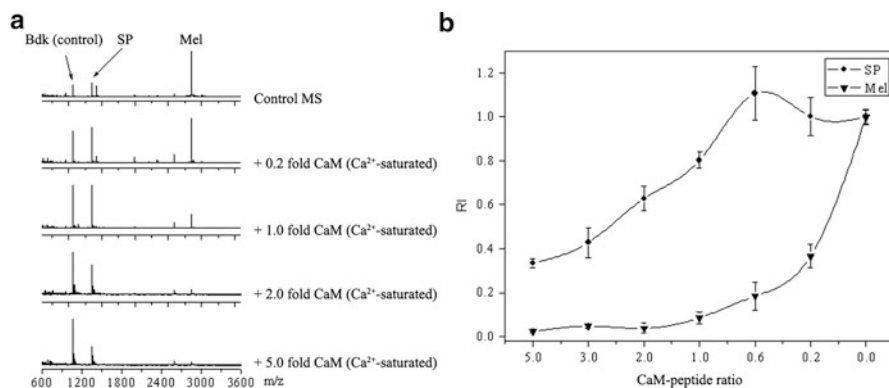 a
Bdk (control)
SP
Mel
Control MS
+ 0.2 fold CaM (Ca²⁺-saturated)
+ 1.0 fold CaM (Ca²⁺-saturated)
+ 2.0 fold CaM (Ca²⁺-saturated)
+ 5.0 fold CaM (Ca²⁺-saturated)
600 1200 1800 2400 3000 3600
m/z
b
SP
Mel
1.2
1.0
0.8
0.6
0.4
0.2
0.0
RI
5.0 3.0 2.0 1.0 0.6 0.2 0.0
CaM-peptide ratio